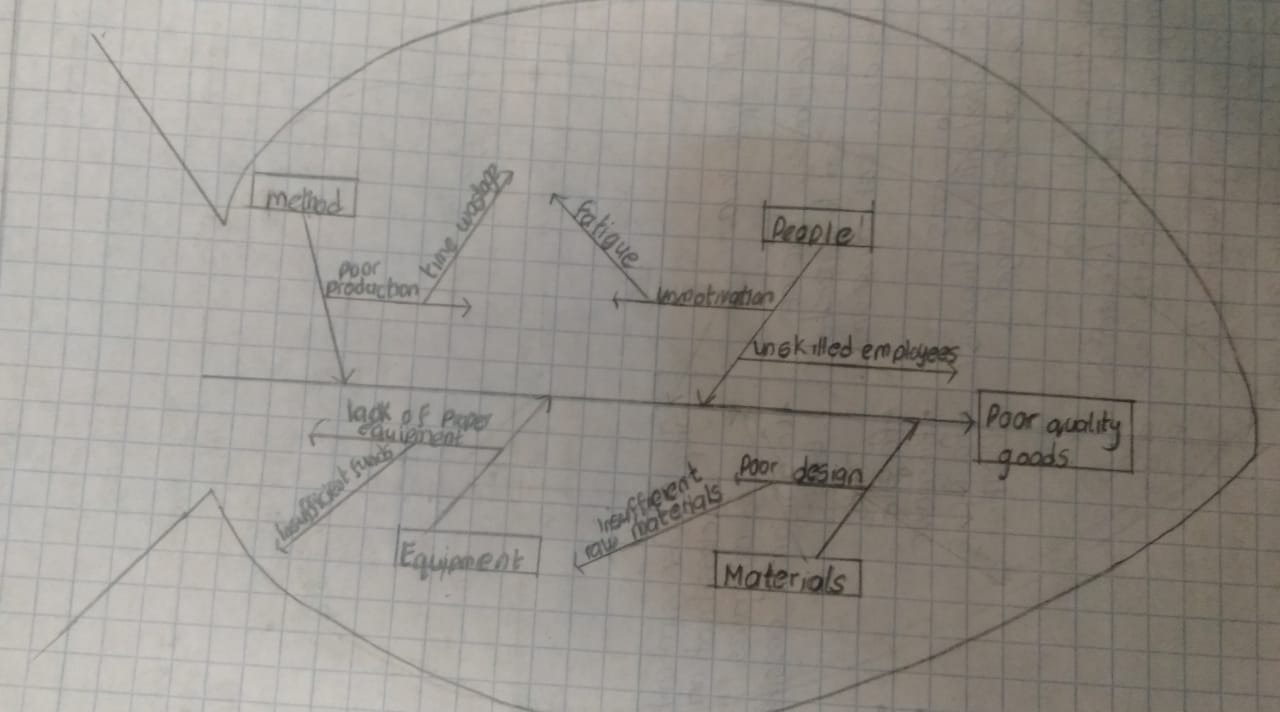 method
poor
production
time wastage
fatigue
People
unmotivation
unskilled employees
lack of proper
equipment
insufficient funds
Equipment
Poor design
insufficient
raw materials
Materials
Poor quality
goods